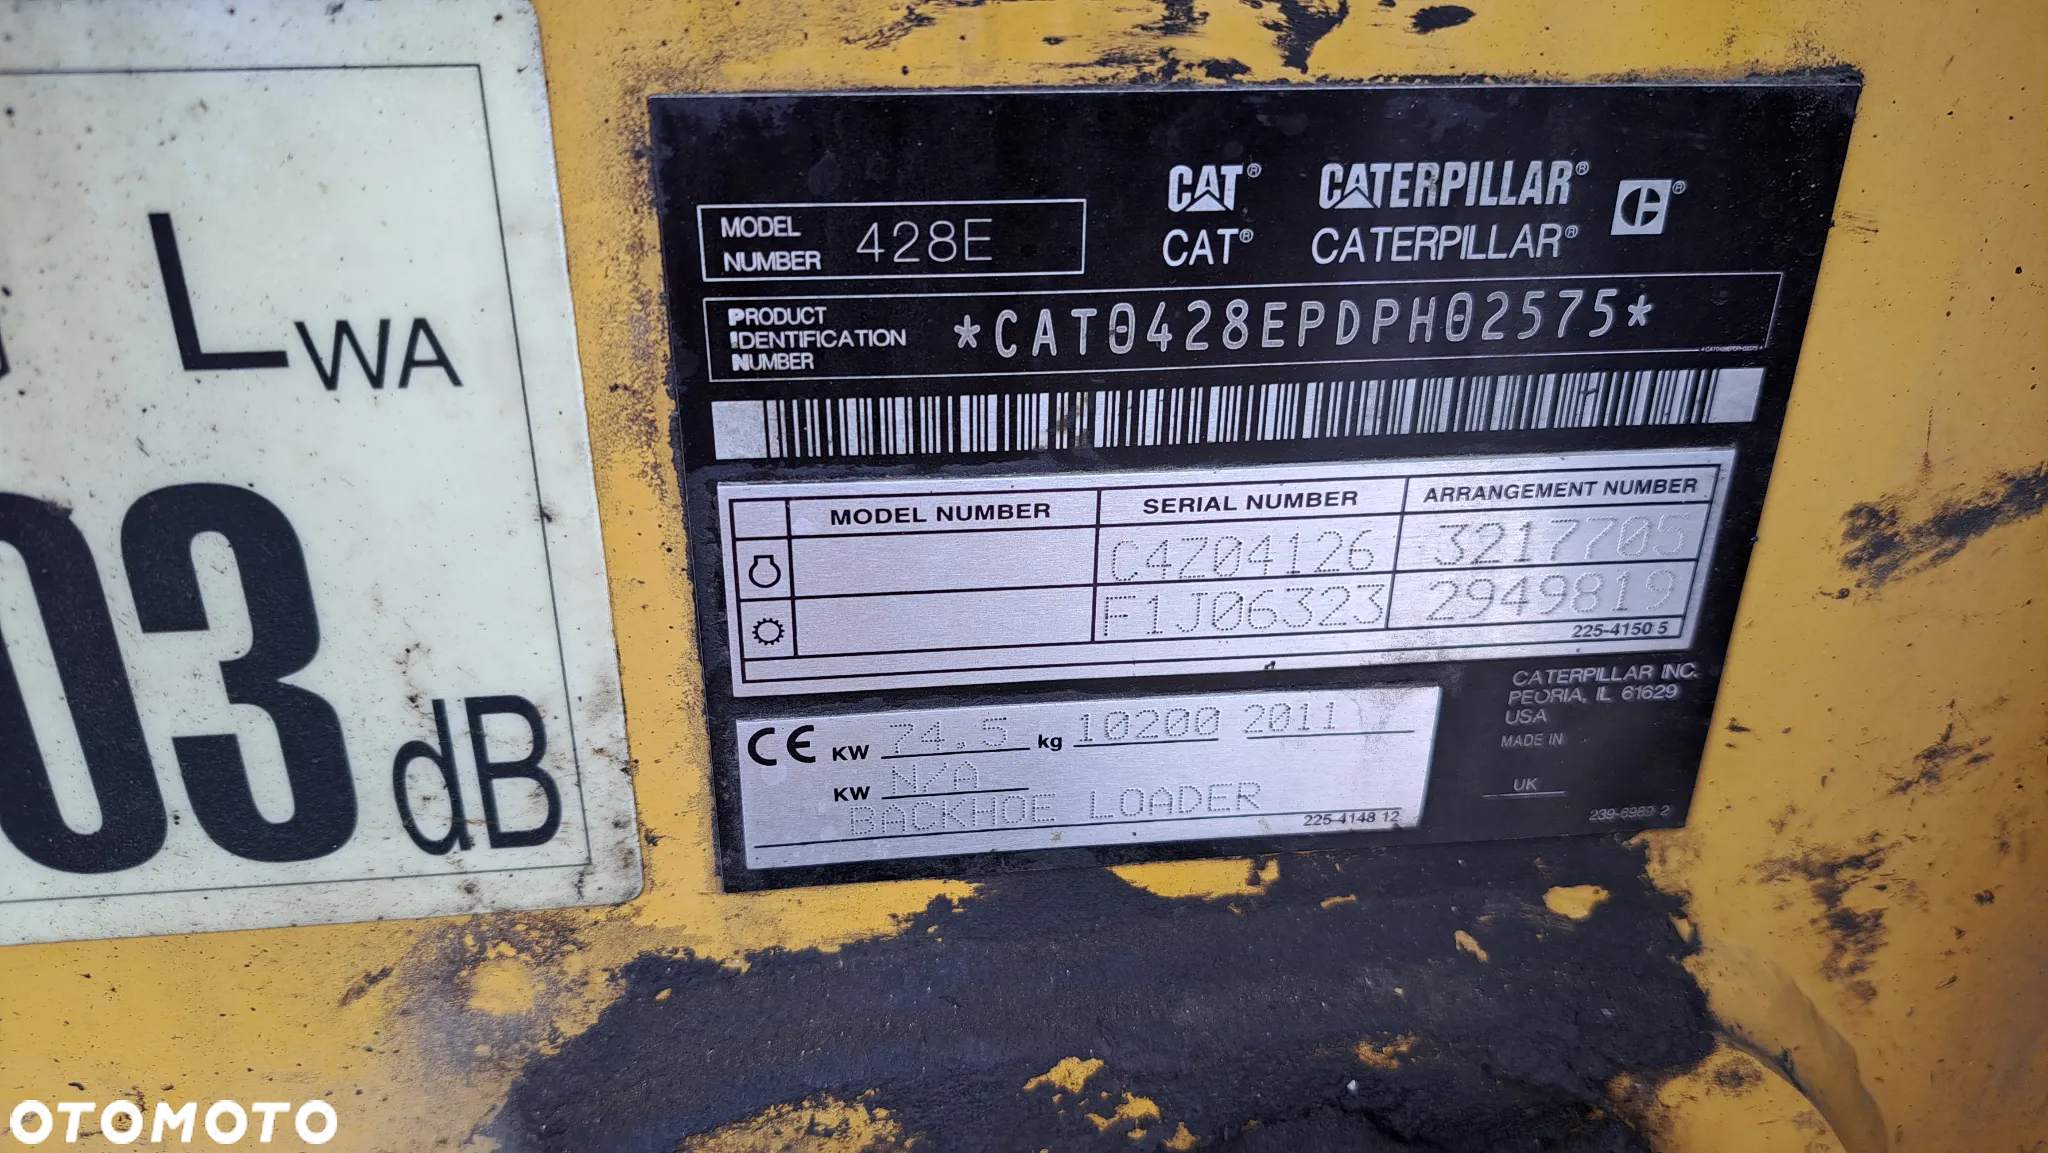 LWA
03 dB
CAT® CATERPILLAR®
CAT® CATERPILLAR®
MODEL NUMBER 428E
PRODUCT IDENTIFICATION NUMBER *CAT0428EPDPH02575*
MODEL NUMBER SERIAL NUMBER ARRANGEMENT NUMBER
C4Z04126 3217705
F1J06323 2949819
225-4150 5
CE KW 74.5 kg 10200 2011
KW N/A
BACKHOE LOADER
225-4148 12
CATERPILLAR INC.
PEORIA, IL 61629
USA
MADE IN
UK
239-6989 2
OTOMOTO